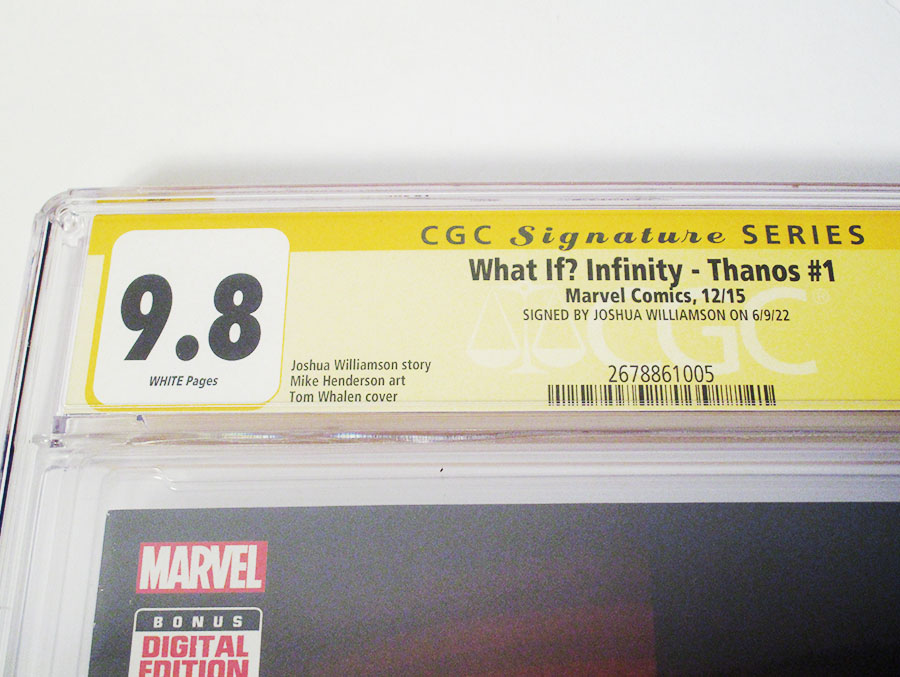 CGC Signature SERIES
What If? Infinity - Thanos #1
Marvel Comics, 12/15
SIGNED BY JOSHUA WILLIAMSON ON 6/9/22
9.8
WHITE Pages
Joshua Williamson story
Mike Henderson art
Tom Whalen cover
CGC
2678861005
MARVEL
BONUS
DIGITAL
EDITION